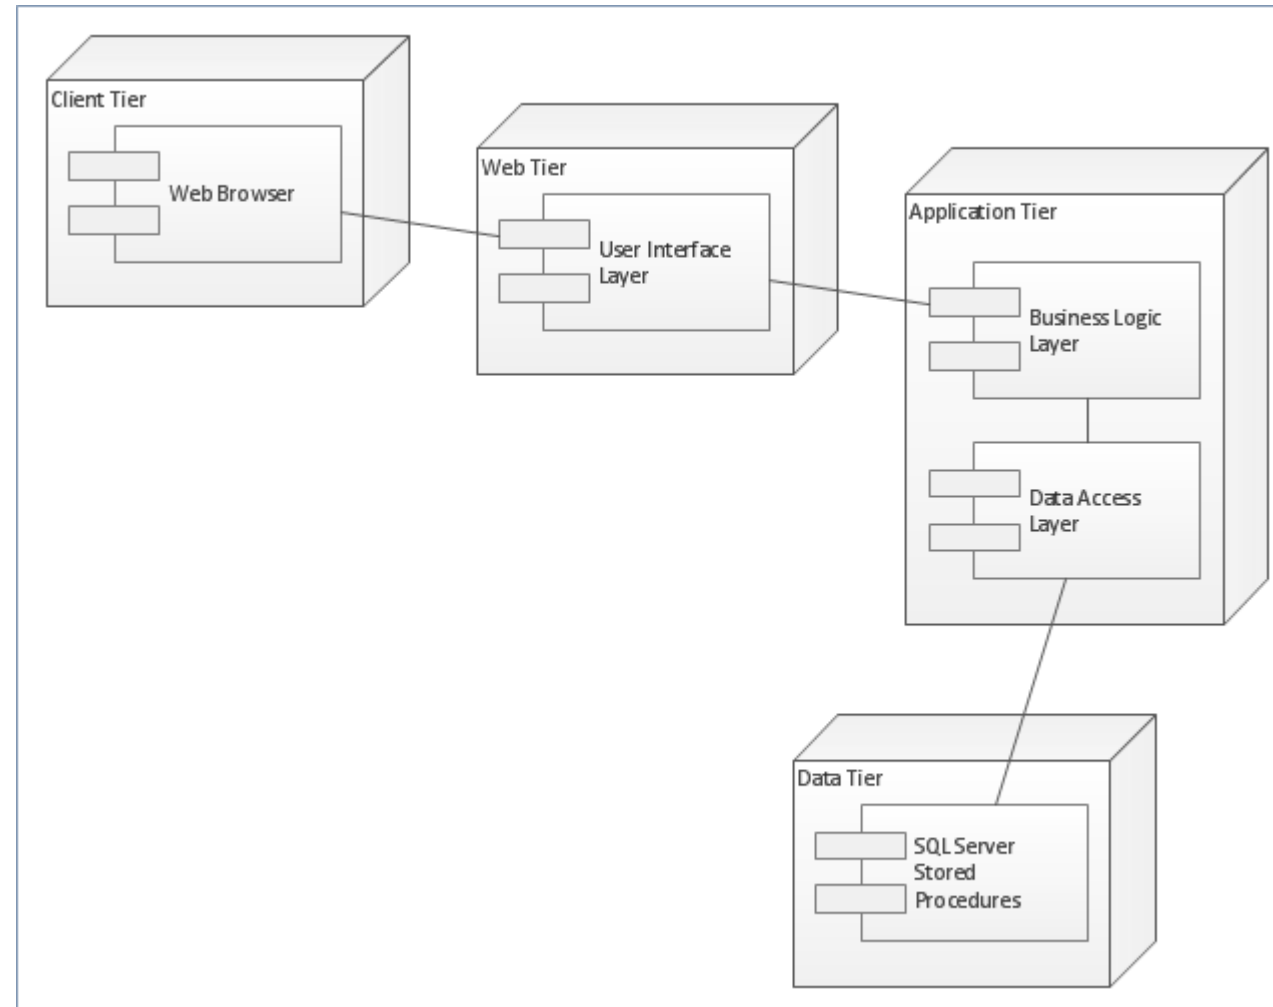 Client Tier
Web Browser
Web Tier
User Interface
Layer
Application Tier
Business Logic
Layer
Data Access
Layer
Data Tier
SQL Server
Stored
Procedures